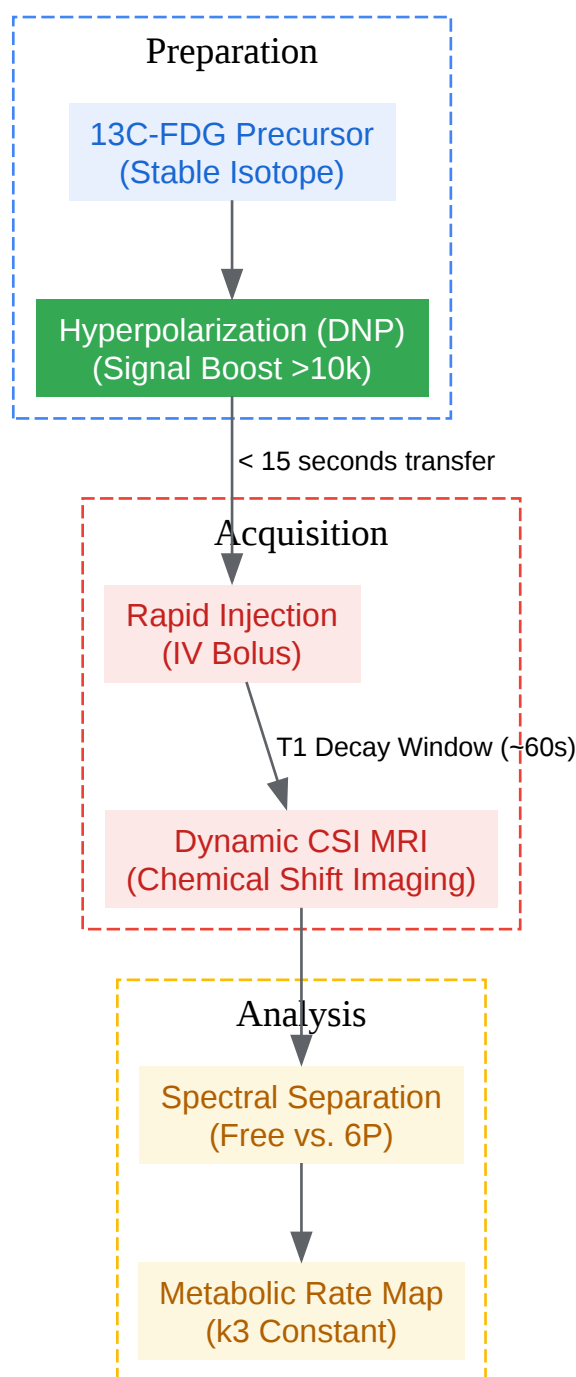 Preparation
13C-FDG Precursor
(Stable Isotope)
Hyperpolarization (DNP)
(Signal Boost >10k)
< 15 seconds transfer
Acquisition
Rapid Injection
(IV Bolus)
T1 Decay Window (~60s)
Dynamic CSI MRI
(Chemical Shift Imaging)
Analysis
Spectral Separation
(Free vs. 6P)
Metabolic Rate Map
(k3 Constant)